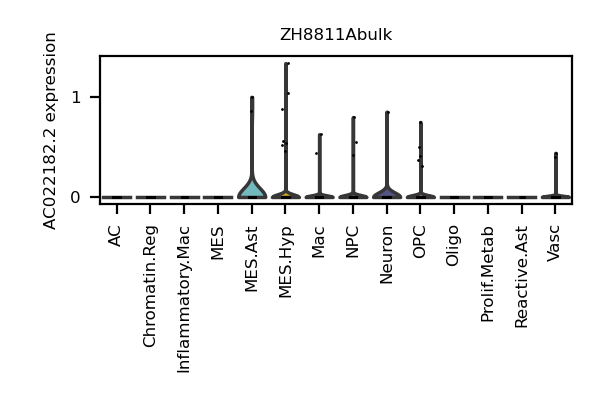 ZH8811Abulk
AC022182.2 expression
1
0
AC
Chromatin.Reg
Inflammatory.Mac
MES
MES.Ast
MES.Hyp
Mac
NPC
Neuron
OPC
Oligo
Prolif.Metab
Reactive.Ast
Vasc